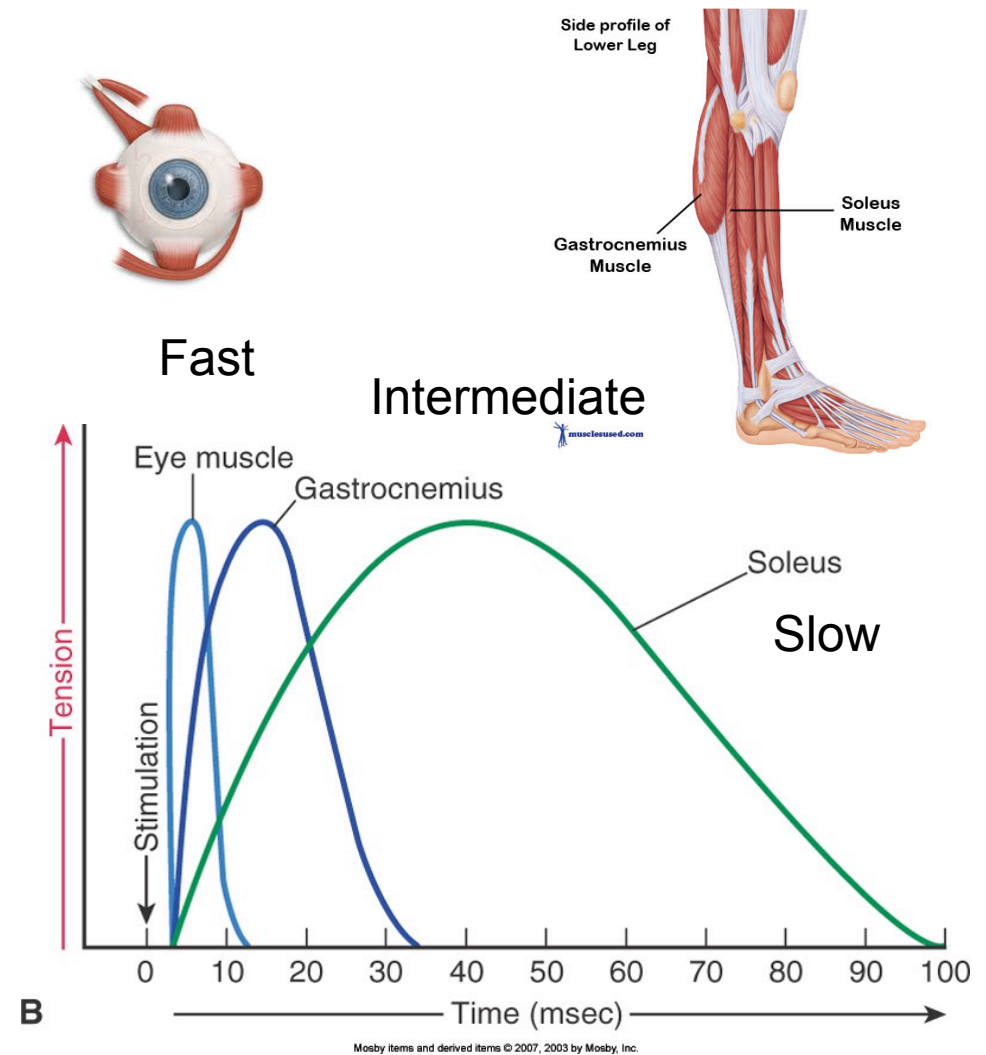 Side profile of
Lower Leg
Soleus
Muscle
Gastrocnemius
Muscle
Fast
Intermediate
musclesused.com
Eye muscle
Gastrocnemius
Soleus
Slow
Tension
Stimulation
0 10 20 30 40 50 60 70 80 90 100
B
Time (msec)
Mosby items and derived items © 2007, 2003 by Mosby, Inc.